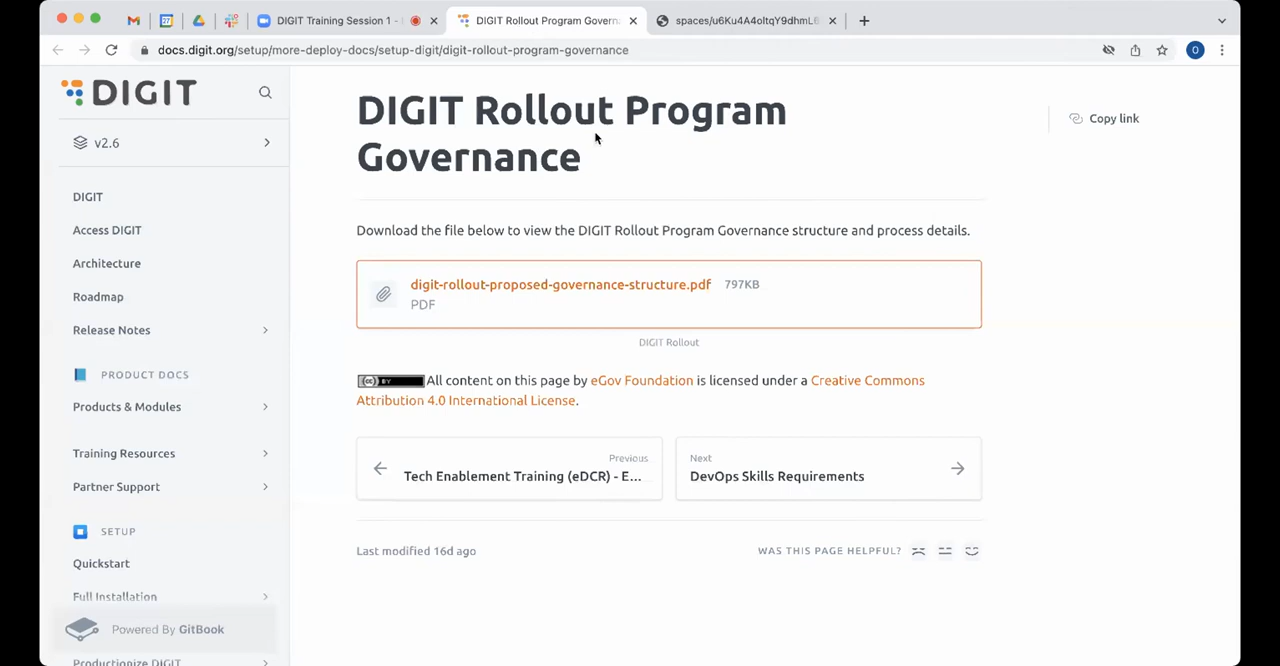 DIGIT Training Session 1 -
DIGIT Rollout Program Govern
spaces/u6Ku4A4oltqY9dhmL
docs.digit.org/setup/more-deploy-docs/setup-digit/digit-rollout-program-governance
O
DIGIT
v2.6
DIGIT
Access DIGIT
Architecture
Roadmap
Release Notes
PRODUCT DOCS
Products & Modules
Training Resources
Partner Support
SETUP
Quickstart
Full Installation
Powered By GitBook
Productionize DIGIT
DIGIT Rollout Program
Governance
Copy link
Download the file below to view the DIGIT Rollout Program Governance structure and process details.
digit-rollout-proposed-governance-structure.pdf 797KB
PDF
DIGIT Rollout
(cc) BY All content on this page by eGov Foundation is licensed under a Creative Commons
Attribution 4.0 International License.
Previous
Tech Enablement Training (eDCR) - E...
Next
DevOps Skills Requirements
Last modified 16d ago
WAS THIS PAGE HELPFUL?